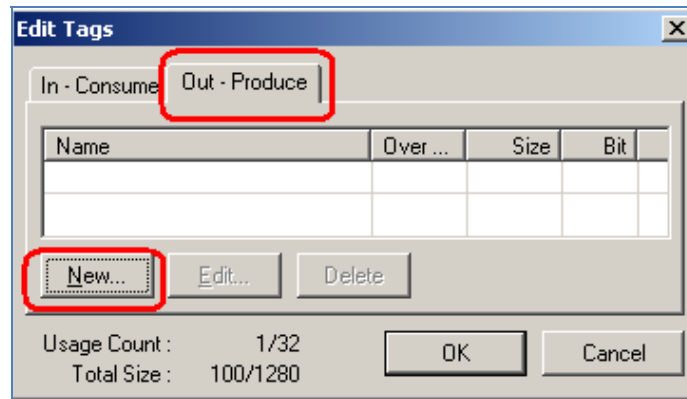 Edit Tags
In - Consume Out - Produce
Name Over ... Size Bit
New... Edit... Delete
Usage Count : 1/32 OK Cancel
Total Size : 100/1280